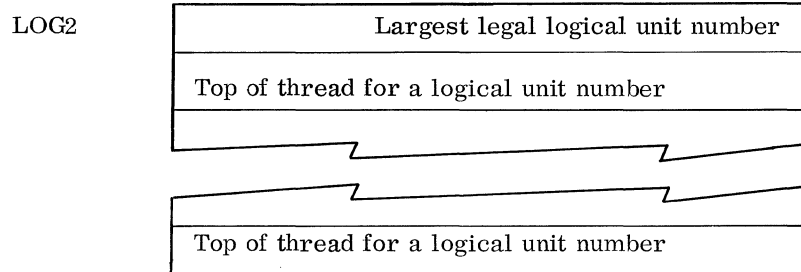 LOG2
Largest legal logical unit number
Top of thread for a logical unit number
Top of thread for a logical unit number